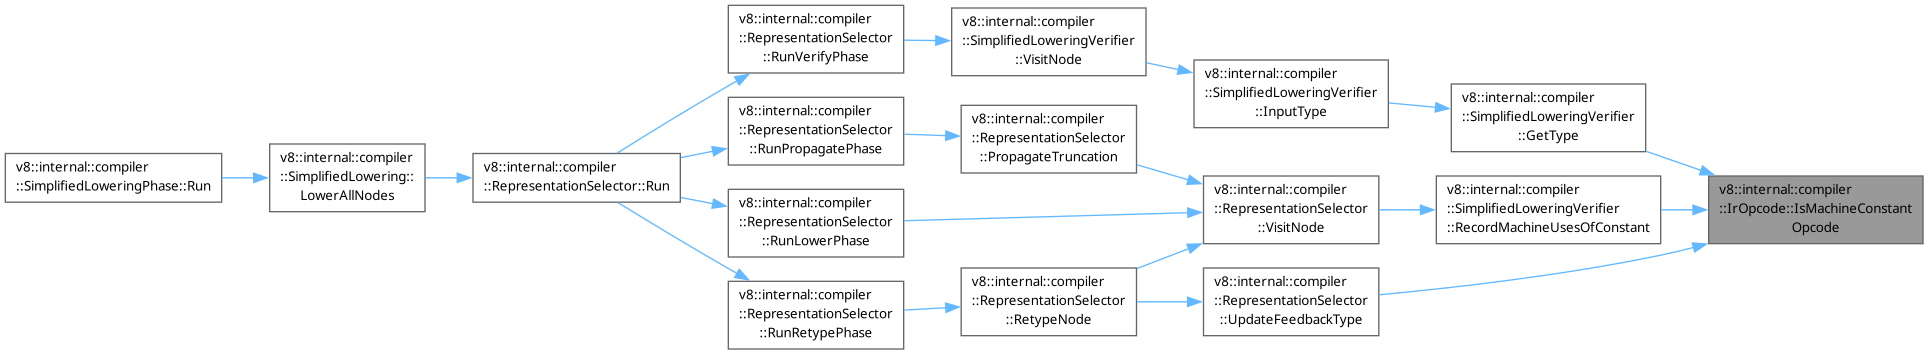 v8::internal::compiler
::SimplifiedLoweringPhase::Run
v8::internal::compiler
::SimplifiedLowering::
LowerAllNodes
v8::internal::compiler
::RepresentationSelector::Run
v8::internal::compiler
::RepresentationSelector
::RunVerifyPhase
v8::internal::compiler
::RepresentationSelector
::RunPropagatePhase
v8::internal::compiler
::RepresentationSelector
::RunLowerPhase
v8::internal::compiler
::RepresentationSelector
::RunRetypePhase
v8::internal::compiler
::SimplifiedLoweringVerifier
::VisitNode
v8::internal::compiler
::RepresentationSelector
::PropagateTruncation
v8::internal::compiler
::RepresentationSelector
::RetypeNode
v8::internal::compiler
::SimplifiedLoweringVerifier
::InputType
v8::internal::compiler
::RepresentationSelector
::VisitNode
v8::internal::compiler
::RepresentationSelector
::UpdateFeedbackType
v8::internal::compiler
::SimplifiedLoweringVerifier
::GetType
v8::internal::compiler
::SimplifiedLoweringVerifier
::RecordMachineUsesOfConstant
v8::internal::compiler
::IrOpcode::IsMachineConstant
Opcode